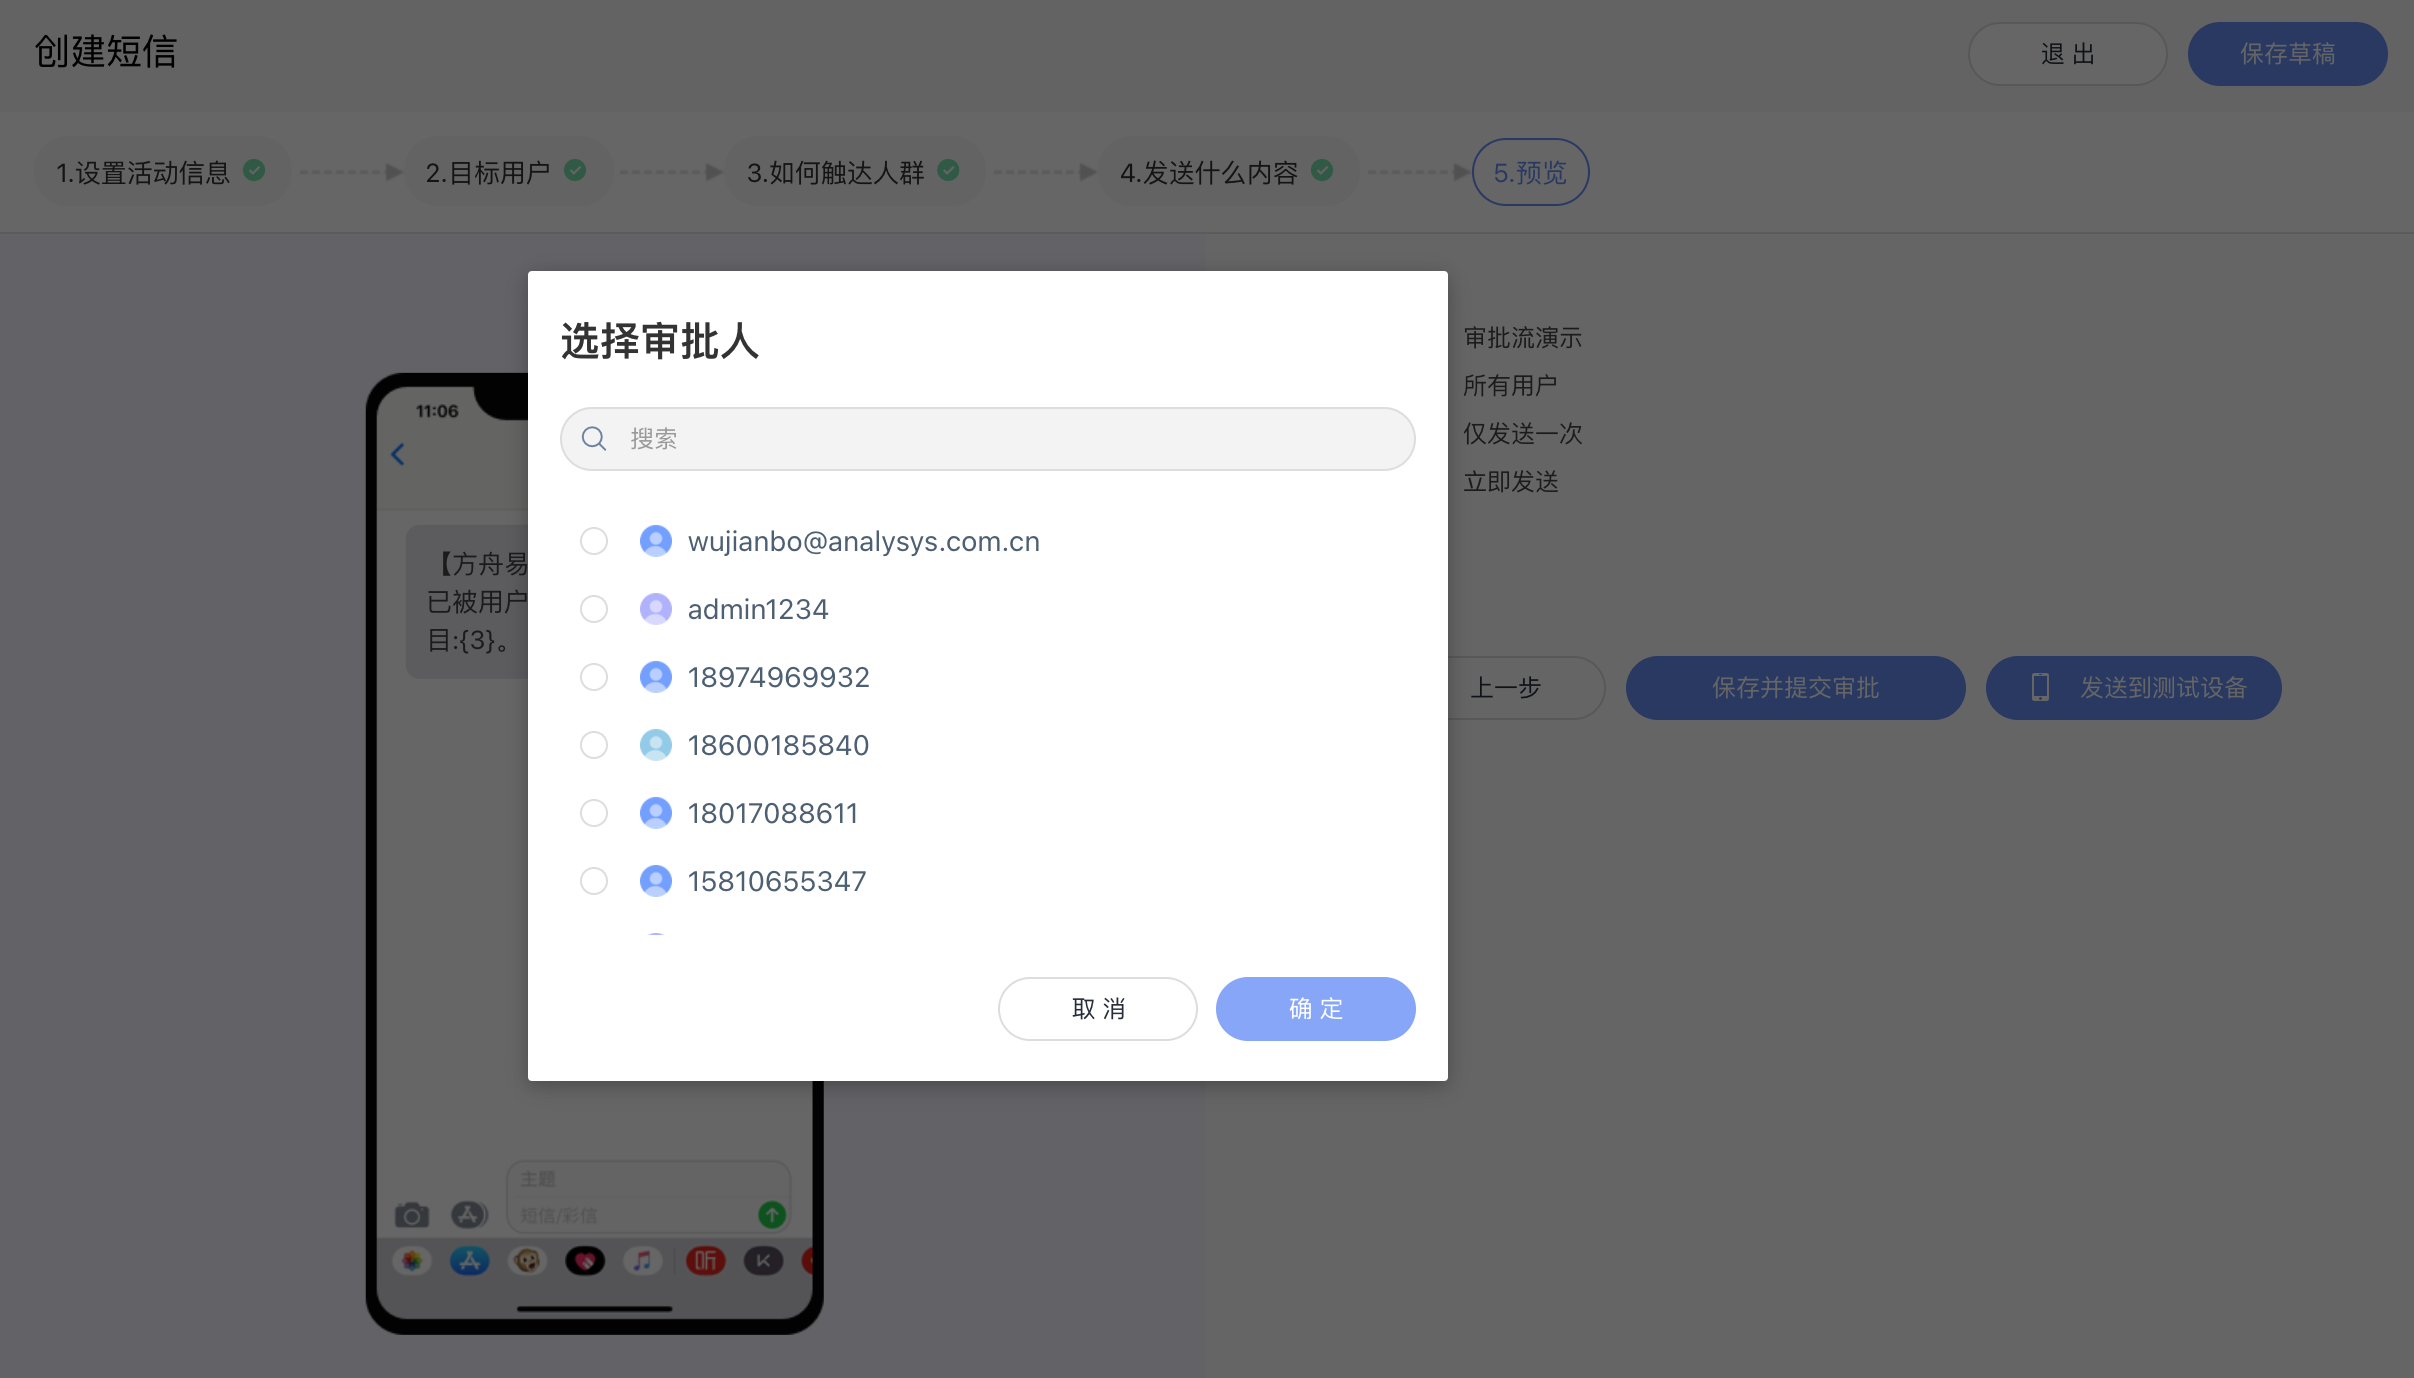 创建短信
退 出
保存草稿
1.设置活动信息
2.目标用户
3.如何触达人群
4.发送什么内容
5.预览
选择审批人
搜索
wujianbo@analysys.com.cn
admin1234
18974969932
18600185840
18017088611
15810655347
取 消
确 定
11:06
【方舟易
已被用户
目:{3}。
主题
短信/彩信
听
K
审批流演示
所有用户
仅发送一次
立即发送
上一步
保存并提交审批
发送到测试设备